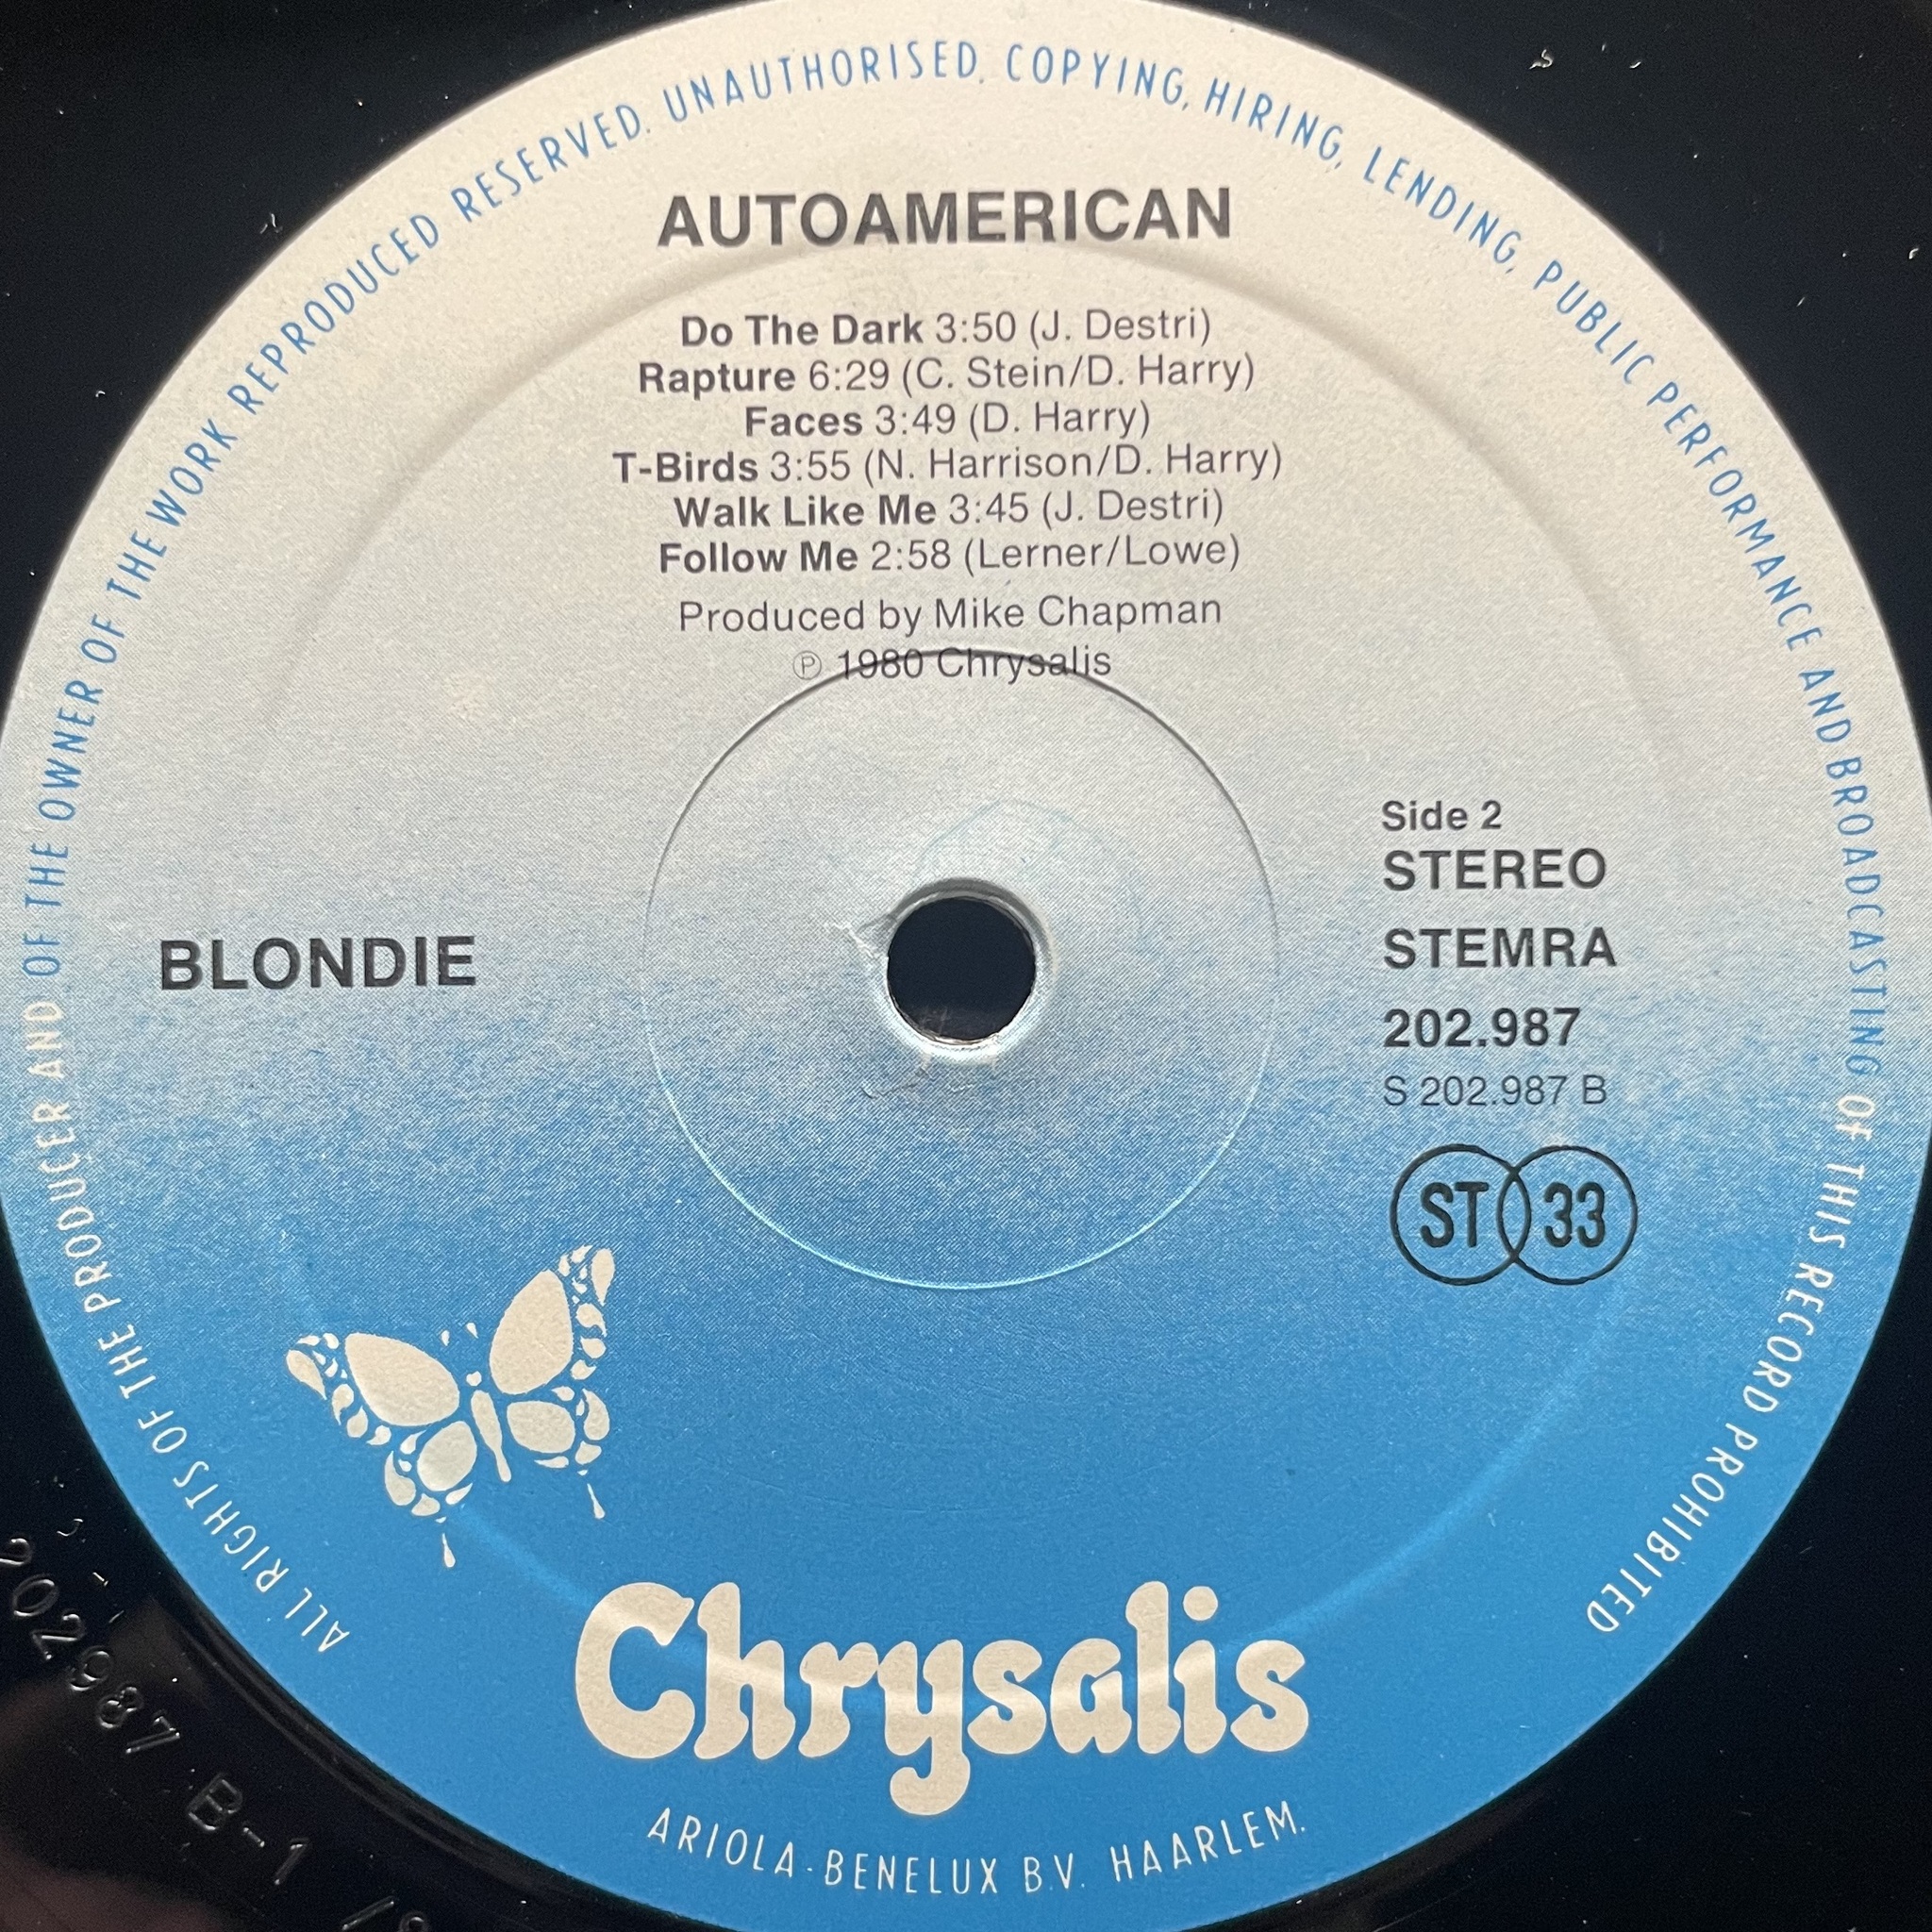 ALL RIGHTS OF THE PRODUCER AND OF THE OWNER OF THE WORK REPRODUCED RESERVED. UNAUTHORISED, COPYING, HIRING, LENDING, PUBLIC PERFORMANCE AND BROADCASTING OF THIS RECORD PROHIBITED
AUTOAMERICAN
Do The Dark 3:50 (J. Destri)
Rapture 6:29 (C. Stein/D. Harry)
Faces 3:49 (D. Harry)
T-Birds 3:55 (N. Harrison/D. Harry)
Walk Like Me 3:45 (J. Destri)
Follow Me 2:58 (Lerner/Lowe)
Produced by Mike Chapman
℗ 1980 Chrysalis
BLONDIE
Side 2
STEREO
STEMRA
202.987
S 202.987 B
ST 33
Chrysalis
ARIOLA-BENELUX B.V. HAARLEM.
202987 B-1